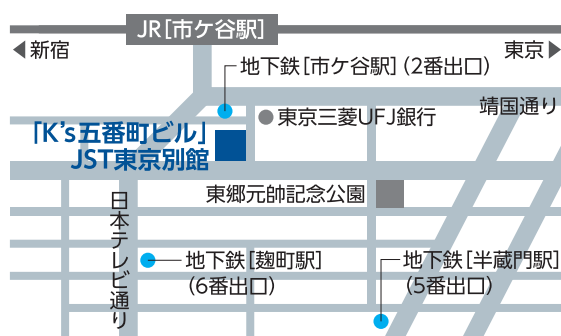 JR[市ケ谷駅]
◀新宿
東京▶
地下鉄[市ケ谷駅](2番出口)
靖国通り
東京三菱UFJ銀行
「K's五番町ビル」
JST東京別館
東郷元帥記念公園
日本テレビ通り
地下鉄[麹町駅]
(6番出口)
地下鉄[半蔵門駅]
(5番出口)